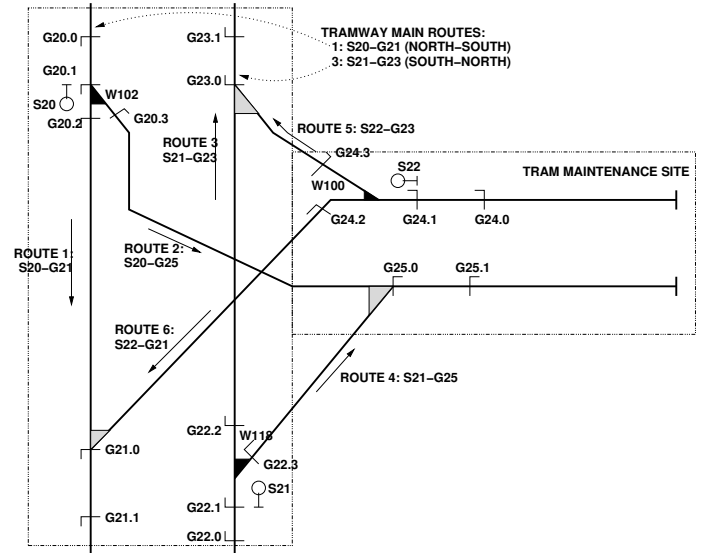 TRAMWAY MAIN ROUTES:
1: S20–G21 (NORTH–SOUTH)
3: S21–G23 (SOUTH–NORTH)
G20.0
G23.1
G20.1
G23.0
W102
S20
G20.3
G20.2
ROUTE 3
S21–G23
ROUTE 5: S22–G23
G24.3
S22
TRAM MAINTENANCE SITE
W100
G24.2
G24.1
G24.0
ROUTE 1:
S20–G21
ROUTE 2:
S20–G25
G25.0
G25.1
ROUTE 6:
S22–G21
ROUTE 4: S21–G25
G22.2
W118
G21.0
G22.3
S21
G22.1
G21.1
G22.0